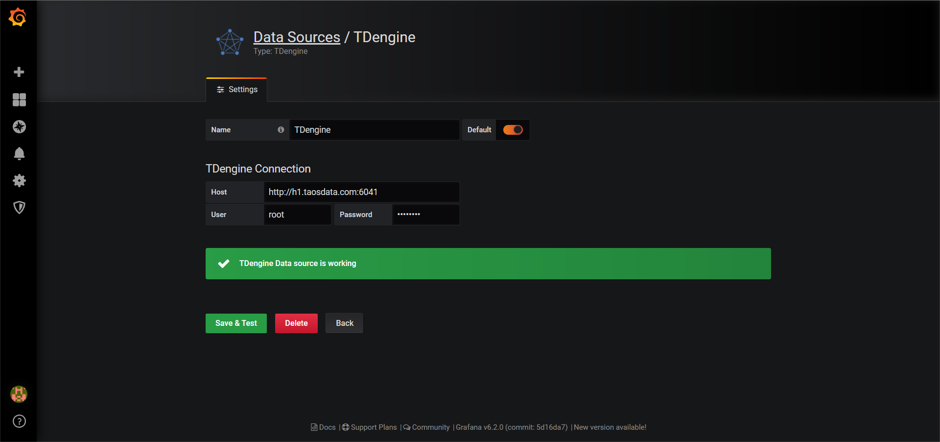 Data Sources / TDengine
Type: TDengine
Settings
Name TDengine Default
TDengine Connection
Host http://h1.taosdata.com:6041
User root Password ••••••••
TDengine Data source is working
Save & Test Delete Back
Docs | Support Plans | Community | Grafana v6.2.0 (commit: 5d16da7) | New version available!